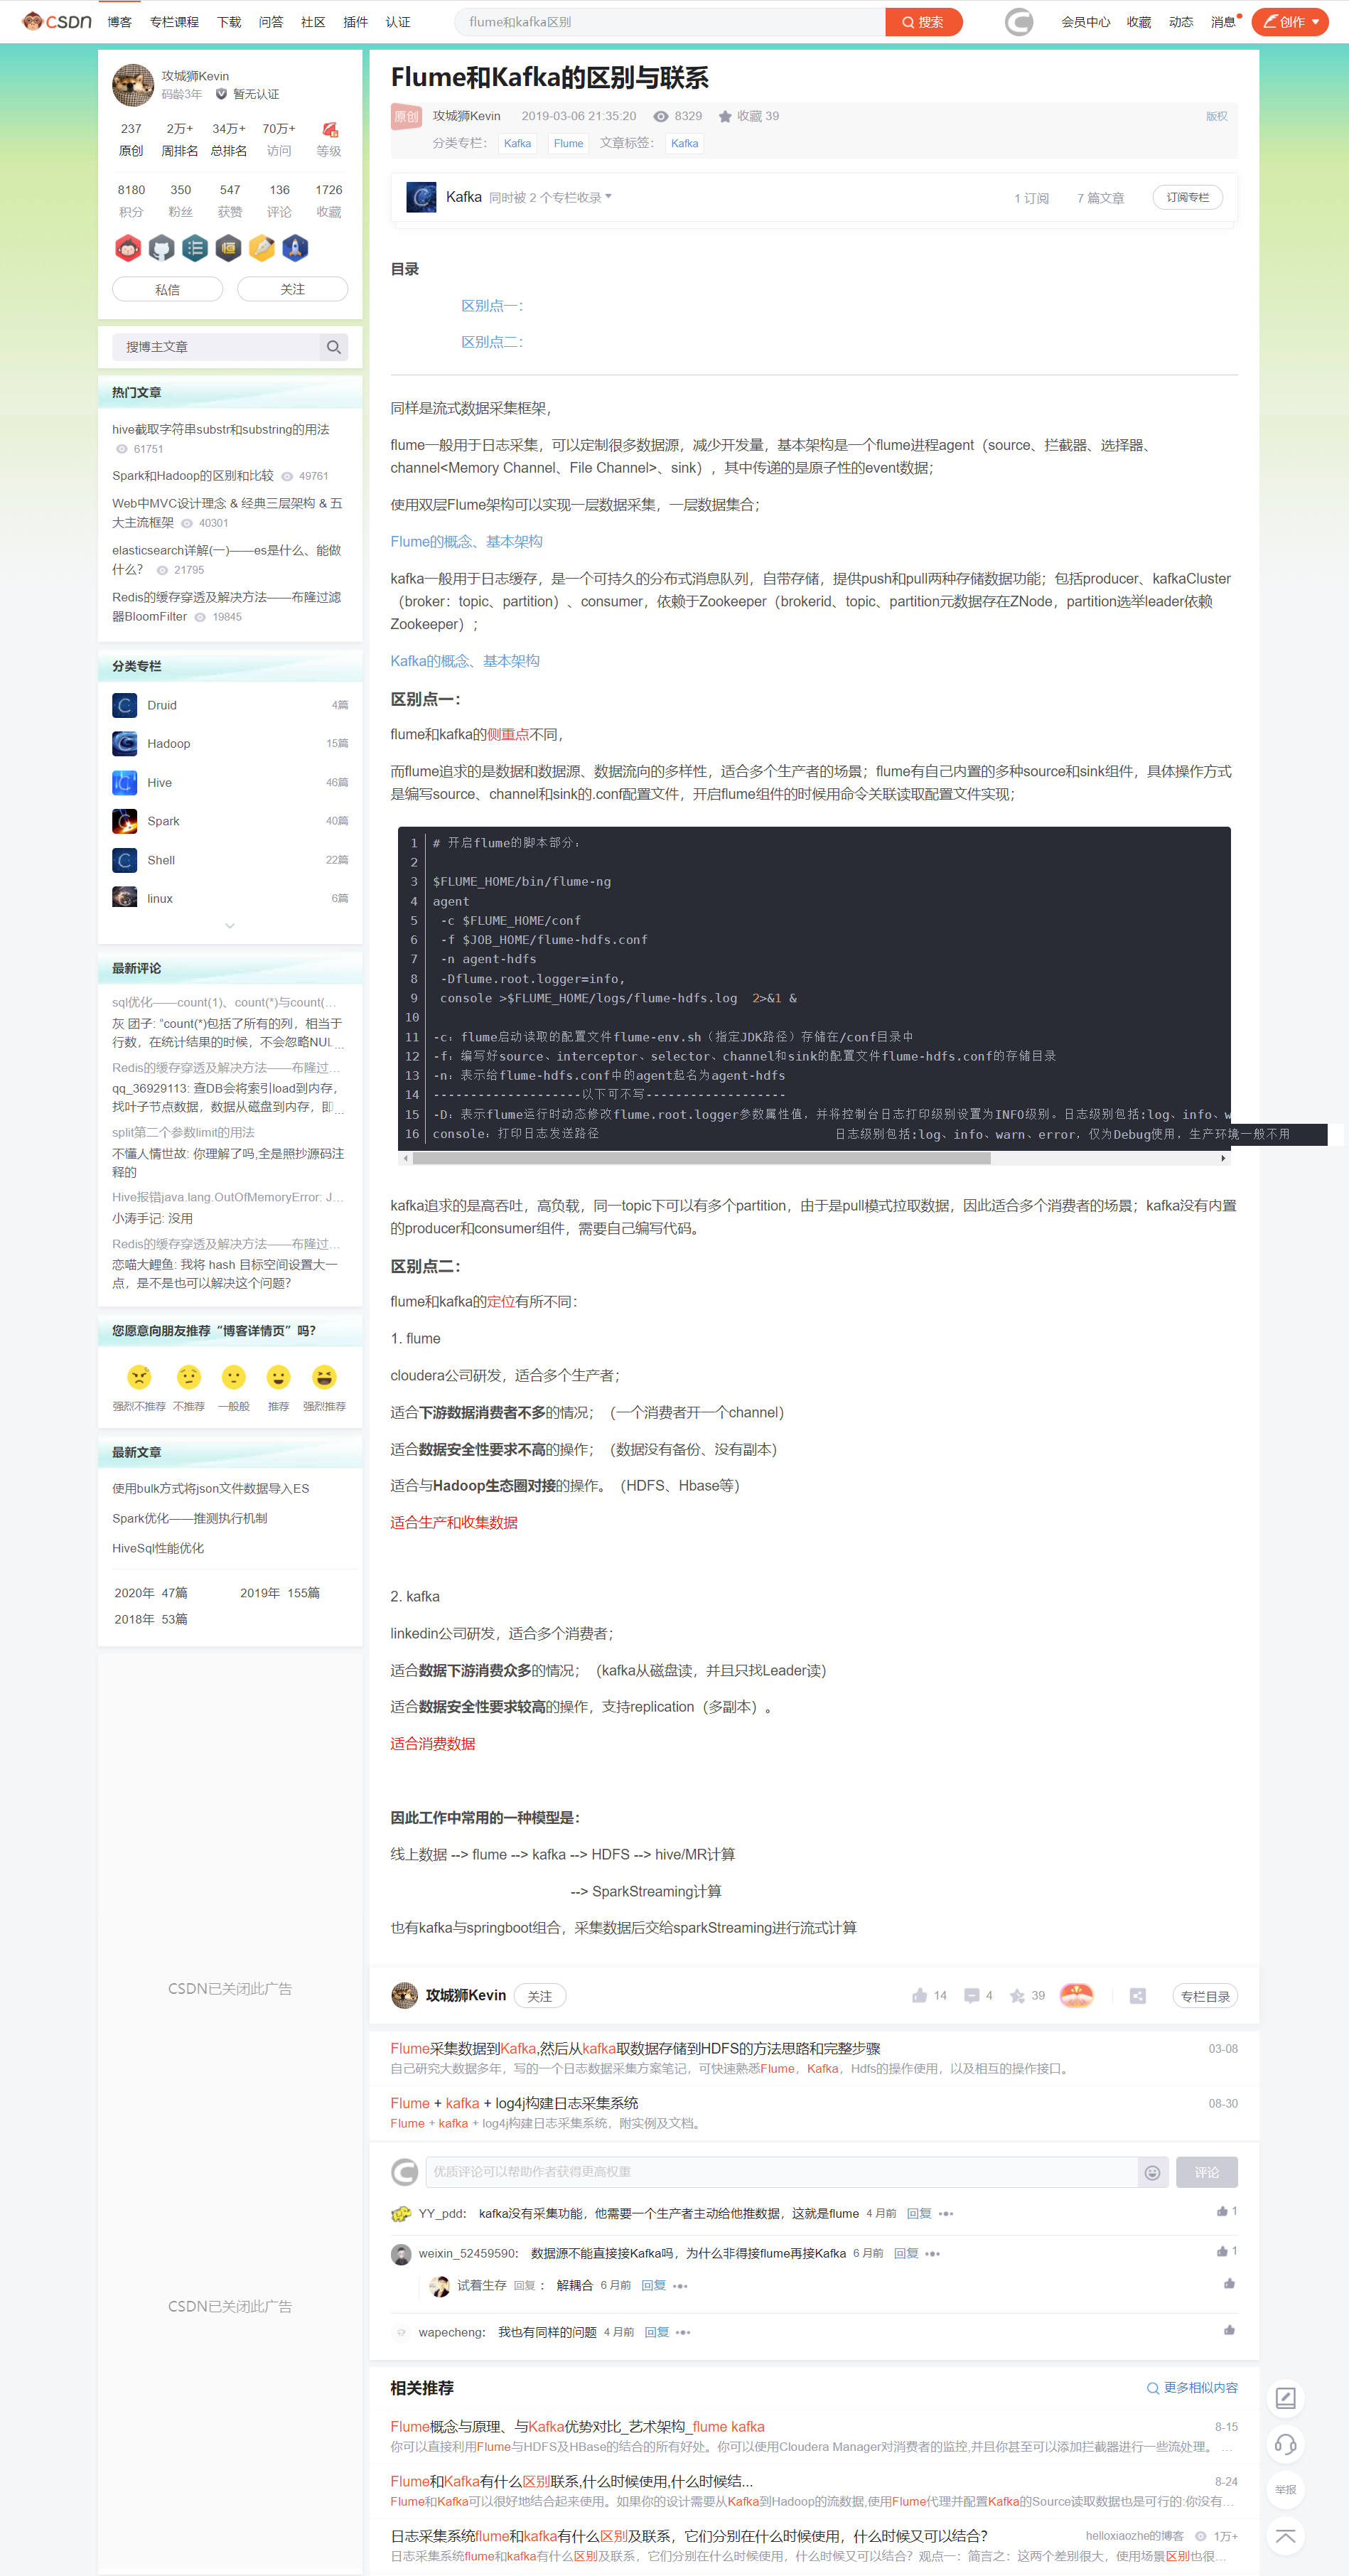 CSDN 博客 专栏课程 下载 问答 社区 插件 认证 flume和kafka区别 搜索 会员中心 收藏 动态 消息 创作
攻城狮Kevin
码龄3年 暂无认证
237 2万+ 34万+ 70万+
原创 周排名 总排名 访问 等级
8180 350 547 136 1726
积分 粉丝 获赞 评论 收藏
私信 关注
搜博主文章
热门文章
hive截取字符串substr和substring的用法
61751
Spark和Hadoop的区别和比较 49761
Web中MVC设计理念 & 经典三层架构 & 五
大主流框架 40301
elasticsearch详解(一)——es是什么、能做
什么？ 21795
Redis的缓存穿透及解决方法——布隆过滤
器BloomFilter 19845
分类专栏
Druid 4篇
Hadoop 15篇
Hive 46篇
Spark 40篇
Shell 22篇
linux 6篇
最新评论
sql优化——count(1)、count(*)与count(...
灰 团子: “count(*)包括了所有的列，相当于
行数，在统计结果的时候，不会忽略NUL...
Redis的缓存穿透及解决方法——布隆过...
qq_36929113: 查DB会将索引load到内存，
找叶子节点数据，数据从磁盘到内存，即...
split第二个参数limit的用法
不懂人情世故: 你理解了吗,全是照抄源码注
释的
Hive报错java.lang.OutOfMemoryError: J...
小涛手记: 没用
Redis的缓存穿透及解决方法——布隆过...
恋喵大鲤鱼: 我将 hash 目标空间设置大一
点，是不是也可以解决这个问题？
您愿意向朋友推荐“博客详情页”吗？
强烈不推荐 不推荐 一般般 推荐 强烈推荐
最新文章
使用bulk方式将json文件数据导入ES
Spark优化——推测执行机制
HiveSql性能优化
2020年 47篇 2019年 155篇
2018年 53篇
CSDN已关闭此广告
CSDN已关闭此广告
Flume和Kafka的区别与联系
原创 攻城狮Kevin 2019-03-06 21:35:20 8329 收藏 39 版权
分类专栏： Kafka Flume 文章标签： Kafka
Kafka 同时被 2 个专栏收录 1 订阅 7 篇文章 订阅专栏
目录
区别点一：
区别点二：
同样是流式数据采集框架，
flume一般用于日志采集，可以定制很多数据源，减少开发量，基本架构是一个flume进程agent（source、拦截器、选择器、
channel<Memory Channel、File Channel>、sink），其中传递的是原子性的event数据；
使用双层Flume架构可以实现一层数据采集，一层数据集合；
Flume的概念、基本架构
kafka一般用于日志缓存，是一个可持久的分布式消息队列，自带存储，提供push和pull两种存储数据功能；包括producer、kafkaCluster
（broker：topic、partition）、consumer，依赖于Zookeeper（brokerid、topic、partition元数据存在ZNode，partition选举leader依赖
Zookeeper）；
Kafka的概念、基本架构
区别点一：
flume和kafka的侧重点不同，
而flume追求的是数据和数据源、数据流向的多样性，适合多个生产者的场景；flume有自己内置的多种source和sink组件，具体操作方式
是编写source、channel和sink的.conf配置文件，开启flume组件的时候用命令关联读取配置文件实现；
1 # 开启flume的脚本部分：
2
3 $FLUME_HOME/bin/flume-ng
4 agent
5 -c $FLUME_HOME/conf
6 -f $JOB_HOME/flume-hdfs.conf
7 -n agent-hdfs
8 -Dflume.root.logger=info,
9 console >$FLUME_HOME/logs/flume-hdfs.log 2>&1 &
10
11 -c：flume启动读取的配置文件flume-env.sh（指定JDK路径）存储在/conf目录中
12 -f：编写好source、interceptor、selector、channel和sink的配置文件flume-hdfs.conf的存储目录
13 -n：表示给flume-hdfs.conf中的agent起名为agent-hdfs
14 --------------------以下可不写------------------
15 -D：表示flume运行时动态修改flume.root.logger参数属性值，并将控制台日志打印级别设置为INFO级别。日志级别包括:log、info、w
16 console：打印日志发送路径 日志级别包括:log、info、warn、error，仅为Debug使用，生产环境一般不用
kafka追求的是高吞吐，高负载，同一topic下可以有多个partition，由于是pull模式拉取数据，因此适合多个消费者的场景；kafka没有内置
的producer和consumer组件，需要自己编写代码。
区别点二：
flume和kafka的定位有所不同：
1. flume
cloudera公司研发，适合多个生产者；
适合下游数据消费者不多的情况；（一个消费者开一个channel）
适合数据安全性要求不高的操作；（数据没有备份、没有副本）
适合与Hadoop生态圈对接的操作。（HDFS、Hbase等）
适合生产和收集数据
2. kafka
linkedin公司研发，适合多个消费者；
适合数据下游消费众多的情况；（kafka从磁盘读，并且只找Leader读）
适合数据安全性要求较高的操作，支持replication（多副本）。
适合消费数据
因此工作中常用的一种模型是：
线上数据 --> flume --> kafka --> HDFS --> hive/MR计算
--> SparkStreaming计算
也有kafka与springboot组合，采集数据后交给sparkStreaming进行流式计算
攻城狮Kevin 关注 14 4 39 专栏目录
Flume采集数据到Kafka,然后从kafka取数据存储到HDFS的方法思路和完整步骤 03-08
自己研究大数据多年，写的一个日志数据采集方案笔记，可快速熟悉Flume，Kafka，Hdfs的操作使用，以及相互的操作接口。
Flume + kafka + log4j构建日志采集系统 08-30
Flume + kafka + log4j构建日志采集系统，附实例及文档。
优质评论可以帮助作者获得更高权重 评论
YY_pdd： kafka没有采集功能，他需要一个生产者主动给他推数据，这就是flume 4 月前 回复 1
weixin_52459590： 数据源不能直接接Kafka吗，为什么非得接flume再接Kafka 6 月前 回复 1
试着生存 回复： 解耦合 6 月前 回复
wapecheng： 我也有同样的问题 4 月前 回复
相关推荐 更多相似内容
Flume概念与原理、与Kafka优势对比_艺术架构_flume kafka 8-15
你可以直接利用Flume与HDFS及HBase的结合的所有好处。你可以使用Cloudera Manager对消费者的监控,并且你甚至可以添加拦截器进行一些流处理。 ...
Flume和Kafka有什么区别联系,什么时候使用,什么时候结... 8-24
Flume和Kafka可以很好地结合起来使用。如果你的设计需要从Kafka到Hadoop的流数据,使用Flume代理并配置Kafka的Source读取数据也是可行的:你没有...
日志采集系统flume和kafka有什么区别及联系，它们分别在什么时候使用，什么时候又可以结合？ helloxiaozhe的博客 1万+
日志采集系统flume和kafka有什么区别及联系，它们分别在什么时候使用，什么时候又可以结合？观点一：简言之：这两个差别很大，使用场景区别也很...
举报